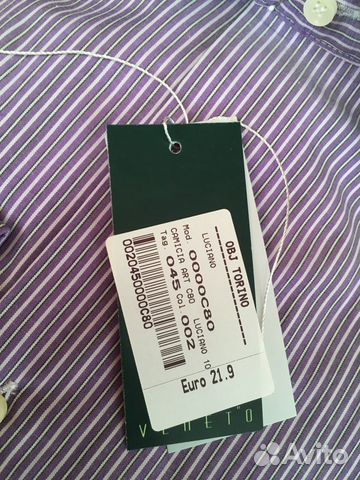 OBJ TORINO
LUCIANO
Mod. 0000C80
CAMICIA ART C80 LUCIANO 10
Tag. 045 Col. 002
0020450000C80
Euro 21.9
VENETO
Avito